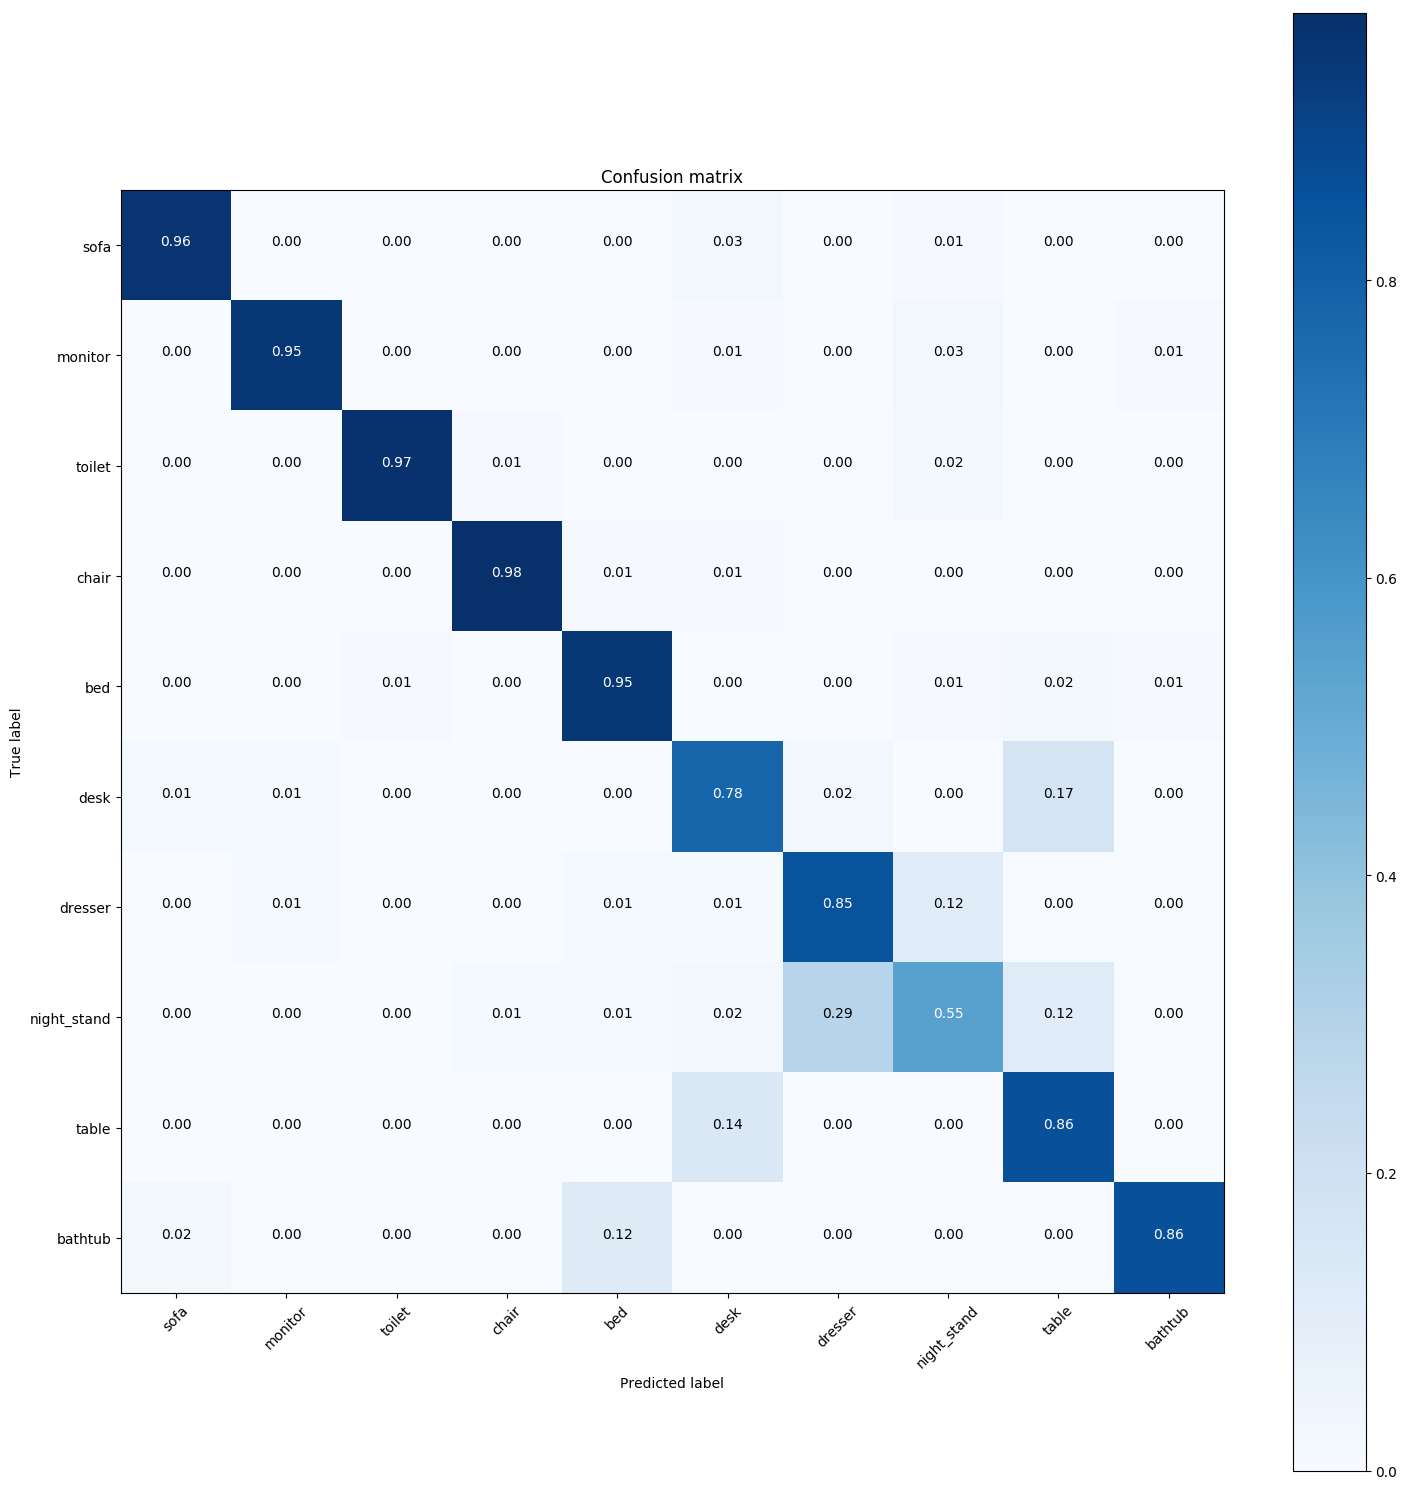 Confusion matrix
sofa 0.96 0.00 0.00 0.00 0.00 0.03 0.00 0.01 0.00 0.00
0.8
monitor 0.00 0.95 0.00 0.00 0.00 0.01 0.00 0.03 0.00 0.01
toilet 0.00 0.00 0.97 0.01 0.00 0.00 0.00 0.02 0.00 0.00
chair 0.00 0.00 0.00 0.98 0.01 0.01 0.00 0.00 0.00 0.00
0.6
bed 0.00 0.00 0.01 0.00 0.95 0.00 0.00 0.01 0.02 0.01
True label
desk 0.01 0.01 0.00 0.00 0.00 0.78 0.02 0.00 0.17 0.00
0.4
dresser 0.00 0.01 0.00 0.00 0.01 0.01 0.85 0.12 0.00 0.00
night_stand 0.00 0.00 0.00 0.01 0.01 0.02 0.29 0.55 0.12 0.00
table 0.00 0.00 0.00 0.00 0.00 0.14 0.00 0.00 0.86 0.00
0.2
bathtub 0.02 0.00 0.00 0.00 0.12 0.00 0.00 0.00 0.00 0.86
sofa monitor toilet chair bed desk dresser night_stand table bathtub
Predicted label
0.0